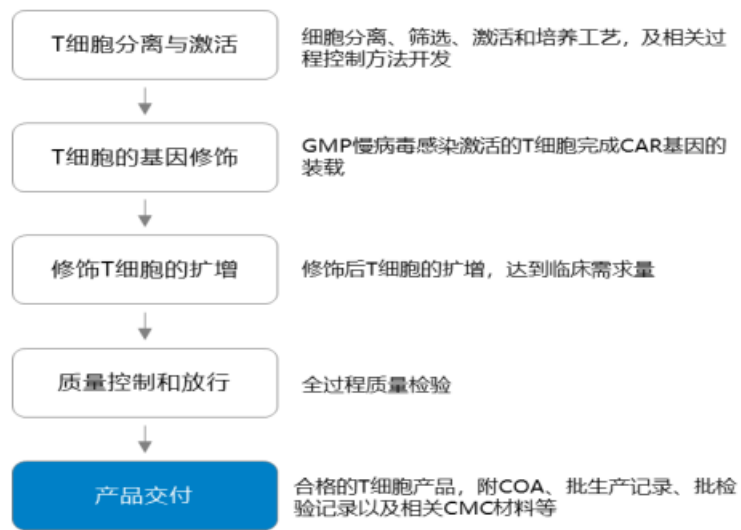 T细胞分离与激活
细胞分离、筛选、激活和培养工艺，及相关过
程控制方法开发
T细胞的基因修饰
GMP慢病毒感染激活的T细胞完成CAR基因的
装载
修饰T细胞的扩增
修饰后T细胞的扩增，达到临床需求量
质量控制和放行
全过程质量检验
产品交付
合格的T细胞产品，附COA、批生产记录、批检
验记录以及相关CMC材料等